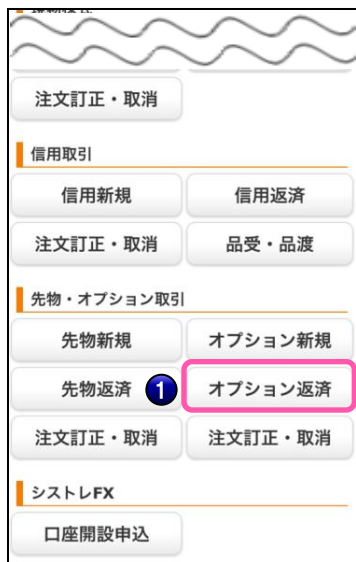 注文訂正・取消
信用取引
信用新規 信用返済
注文訂正・取消 品受・品渡
先物・オプション取引
先物新規 オプション新規
先物返済 1 オプション返済
注文訂正・取消 注文訂正・取消
シストレFX
口座開設申込